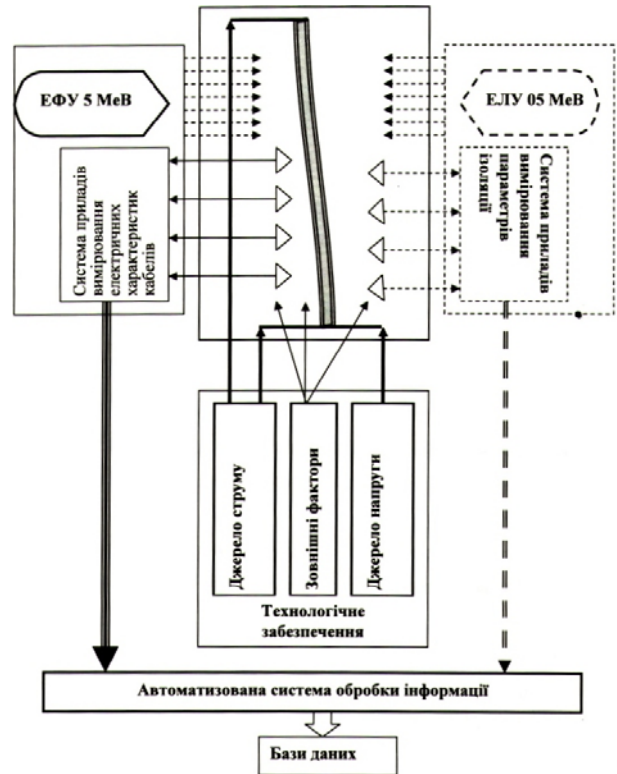 ЕФУ 5 МеВ
ЕЛУ 05 МеВ
Система приладів
вимірювання
електричних
характеристик
кабелів
Система приладів
вимірювання
параметрів
ізоляції
Джерело струму
Зовнішні фактори
Джерело напруги
Технологічне
забезпечення
Автоматизована система обробки інформації
Бази даних